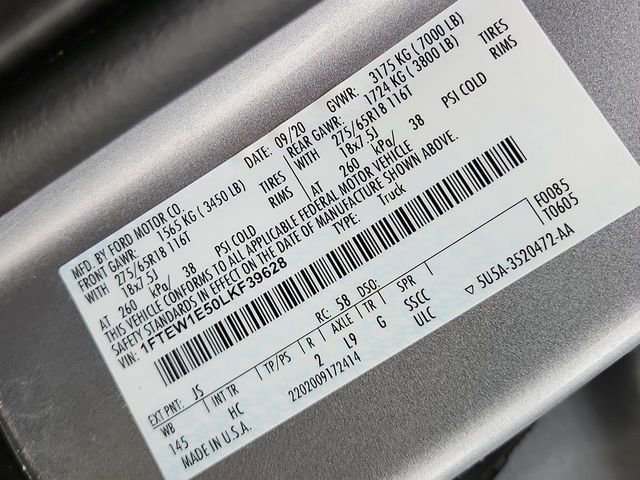 MFD. BY FORD MOTOR CO. DATE: 09/20 GVWR: 3175 KG ( 7000 LB)
FRONT GAWR: 1565 KG ( 3450 LB) REAR GAWR: 1724 KG ( 3800 LB)
WITH 275/65R18 116T TIRES WITH 275/65R18 116T TIRES
18x7.5J RIMS 18x7.5J RIMS
AT 260 kPa/ 38 PSI COLD AT 260 kPa/ 38 PSI COLD
THIS VEHICLE CONFORMS TO ALL APPLICABLE FEDERAL MOTOR VEHICLE
SAFETY STANDARDS IN EFFECT ON THE DATE OF MANUFACTURE SHOWN ABOVE.
VIN: 1FTEW1E50LKF39628 TYPE: Truck
F0085
T0605
EXT PNT: JS RC: 58 DSO:
WB INT TR TP/PS R AXLE TR SPR
145 HC 2 L9 G SSCC
MADE IN U.S.A. 2202009172414 ULC ▽ 5U5A-3520472-AA